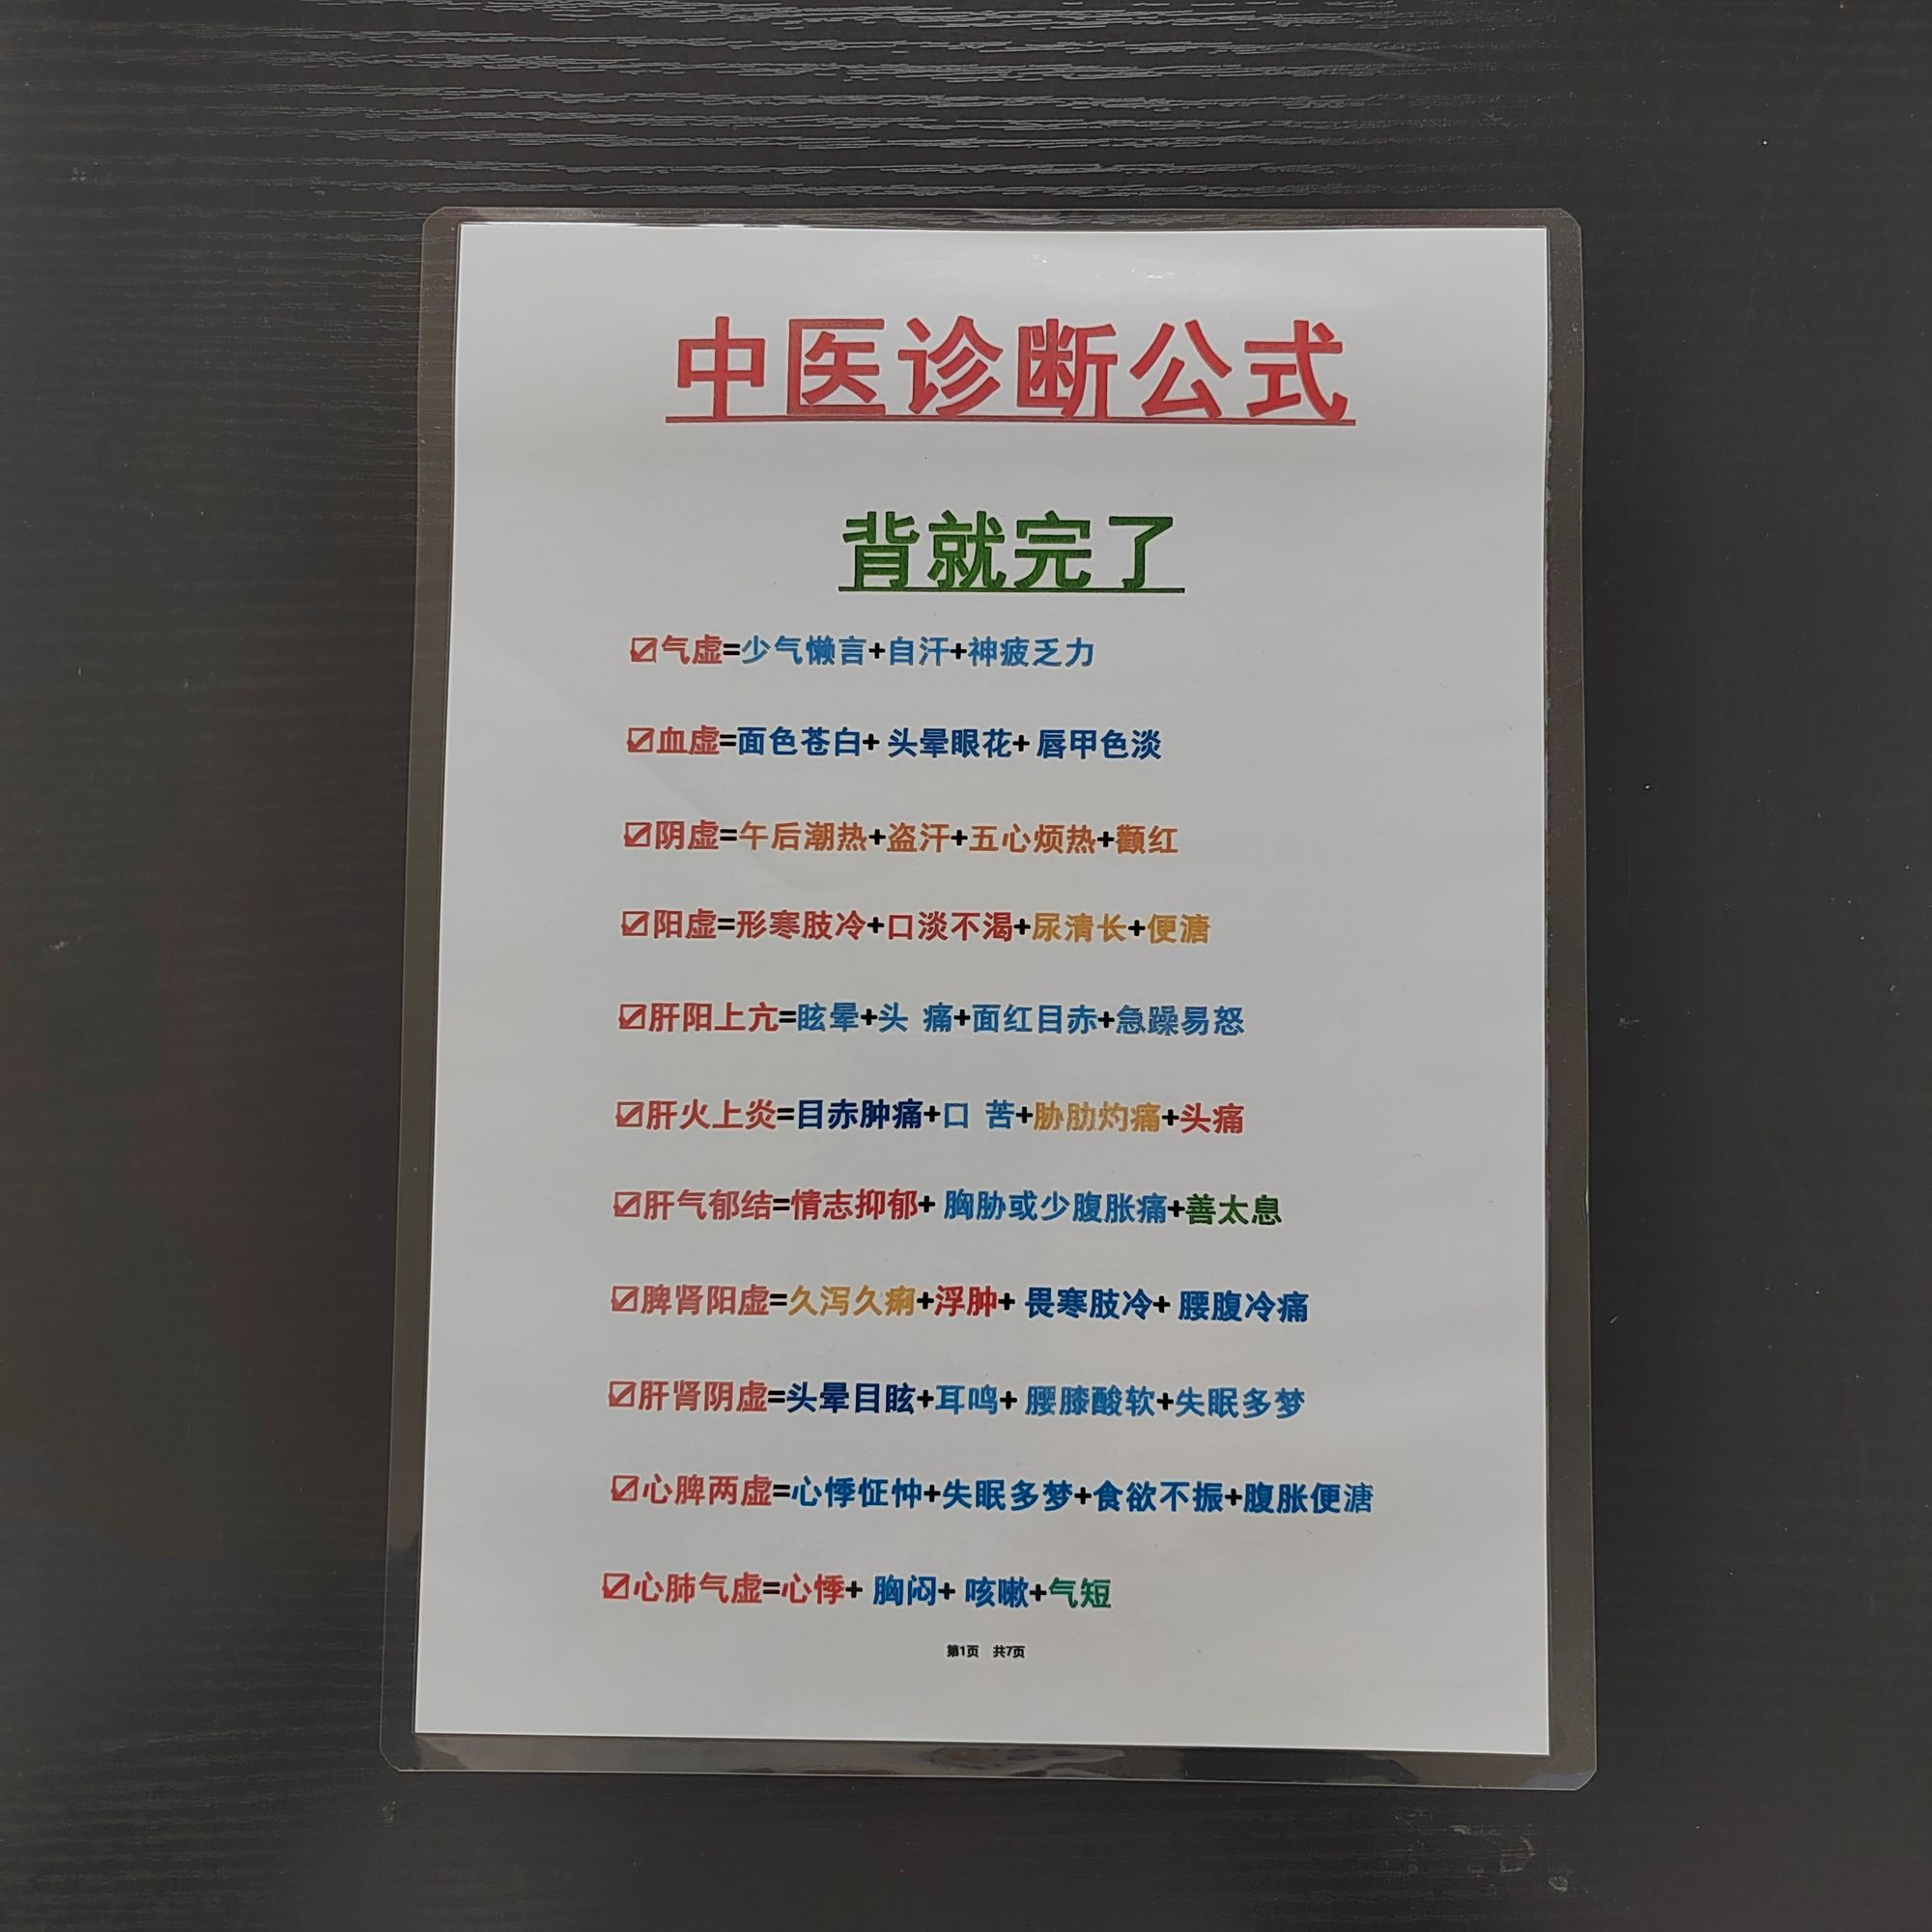 中医诊断公式
背就完了
☑气虚=少气懒言+自汗+神疲乏力
☑血虚=面色苍白+ 头晕眼花+ 唇甲色淡
☑阴虚=午后潮热+盗汗+五心烦热+颧红
☑阳虚=形寒肢冷+口淡不渴+尿清长+便溏
☑肝阳上亢=眩晕+头 痛+面红目赤+急躁易怒
☑肝火上炎=目赤肿痛+口 苦+胁肋灼痛+头痛
☑肝气郁结=情志抑郁+ 胸胁或少腹胀痛+善太息
☑脾肾阳虚=久泻久痢+浮肿+ 畏寒肢冷+ 腰腹冷痛
☑肝肾阴虚=头晕目眩+耳鸣+ 腰膝酸软+失眠多梦
☑心脾两虚=心悸怔忡+失眠多梦+食欲不振+腹胀便溏
☑心肺气虚=心悸+ 胸闷+ 咳嗽+气短
第1页 共7页